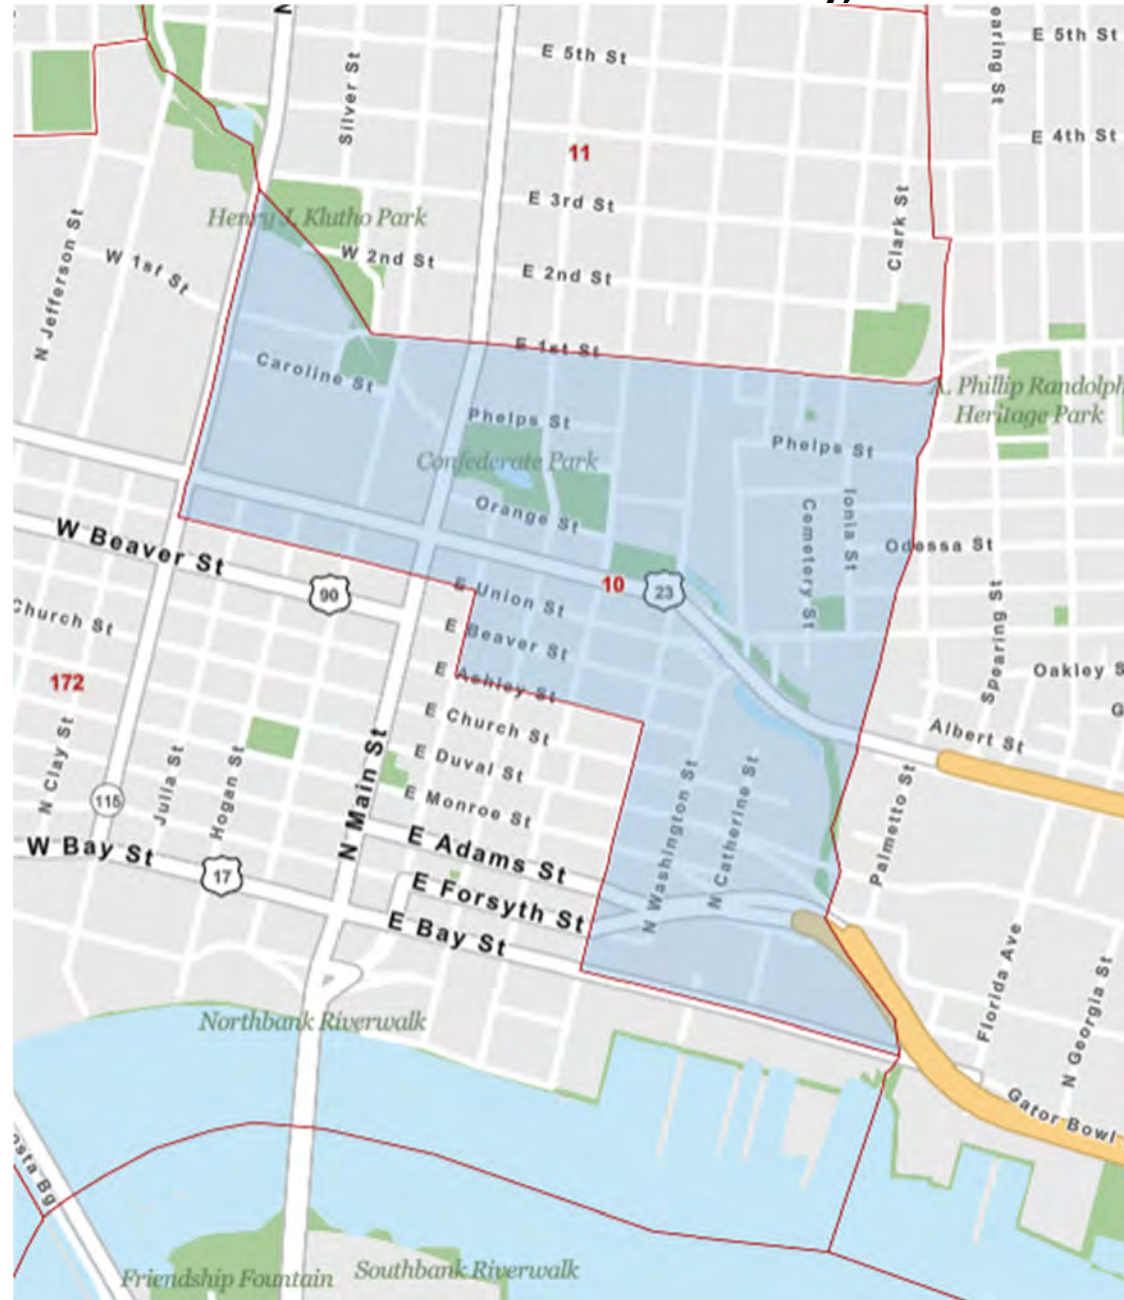 E 5th St
E 5th St
earing St
Silver St
E 4th St
11
E 3rd St
Clark St
Henry J. Klutho Park
N Jefferson St
W 1st St
W 2nd St
E 2nd St
E 1st St
Caroline St
A. Phillip Randolph
Heritage Park
Phelps St
Phelps St
Confederate Park
Orange St
Cemetery St
Ionia St
Odessa St
W Beaver St
90
E Union St
10
23
Church St
E Beaver St
Spearing St
172
E Ashley St
Oakley S
E Church St
G
Albert St
N Clay St
Julia St
Hogan St
N Main St
E Duval St
N Washington St
N Catherine St
Palmetto St
115
E Monroe St
W Bay St
E Adams St
17
E Forsyth St
E Bay St
Florida Ave
N Georgia St
Northbank Riverwalk
Gator Bowl
osta Bg
Friendship Fountain
Southbank Riverwalk